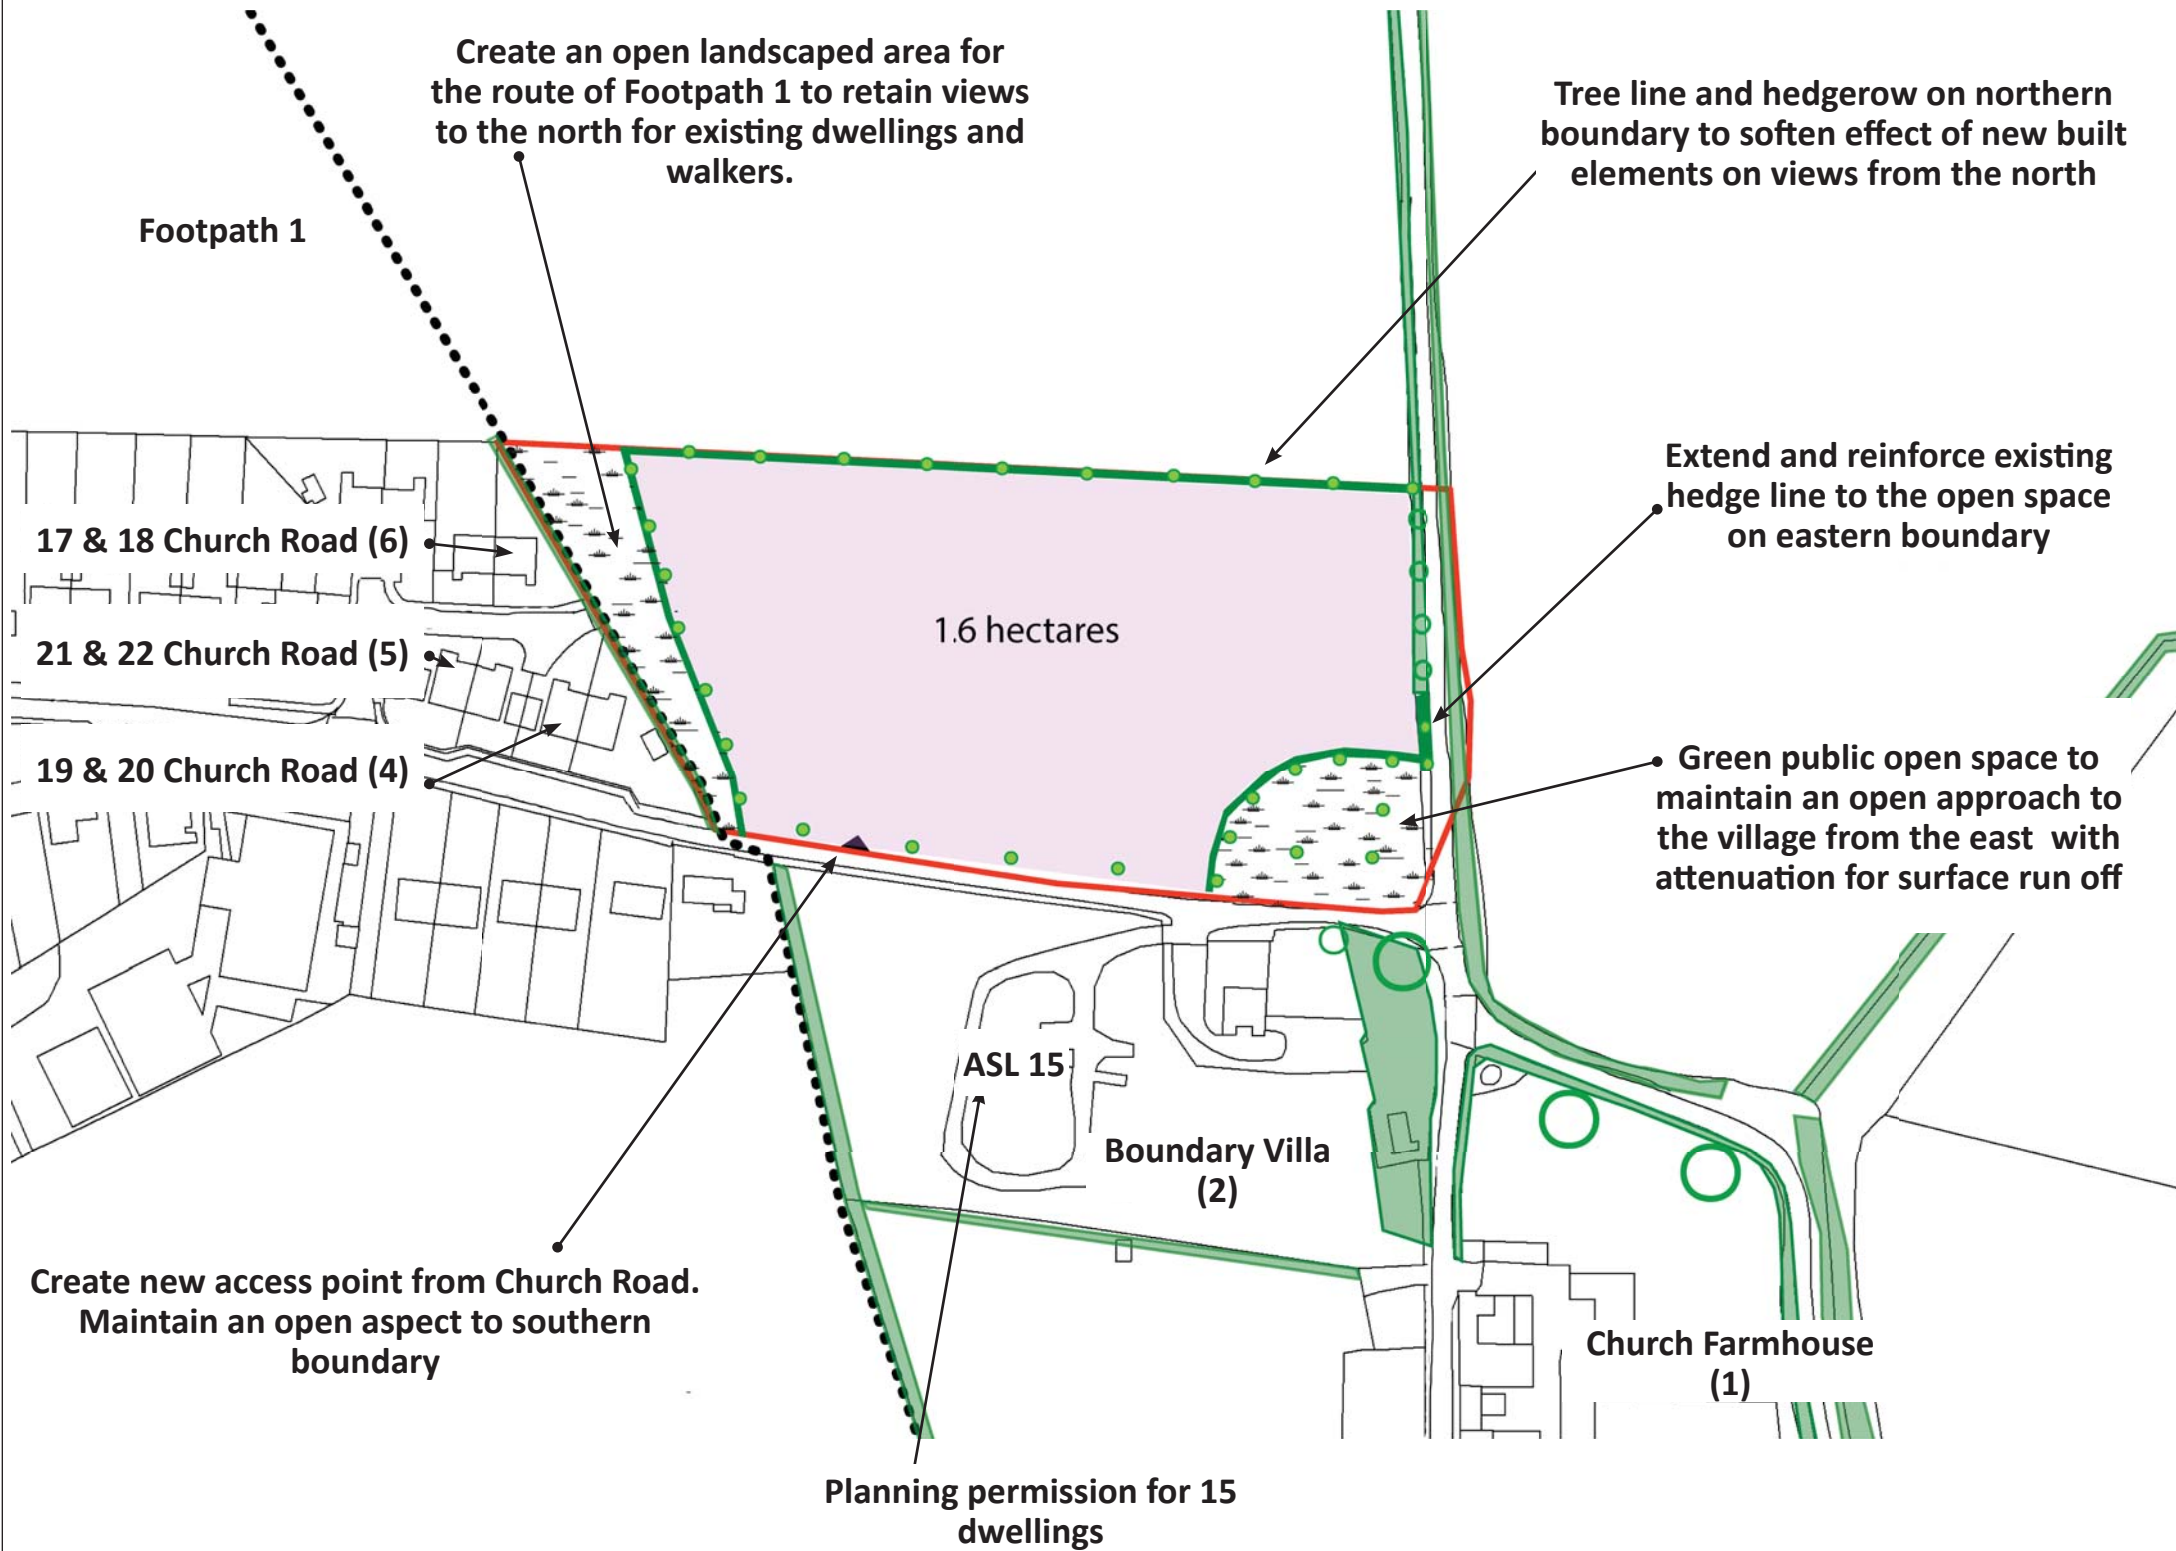 Create an open landscaped area for
the route of Footpath 1 to retain views
to the north for existing dwellings and
walkers.
Tree line and hedgerow on northern
boundary to soften effect of new built
elements on views from the north
Footpath 1
Extend and reinforce existing
hedge line to the open space
on eastern boundary
17 & 18 Church Road (6)
1.6 hectares
21 & 22 Church Road (5)
19 & 20 Church Road (4)
Green public open space to
maintain an open approach to
the village from the east with
attenuation for surface run off
ASL 15
Boundary Villa
(2)
Create new access point from Church Road.
Maintain an open aspect to southern
boundary
Church Farmhouse
(1)
Planning permission for 15
dwellings